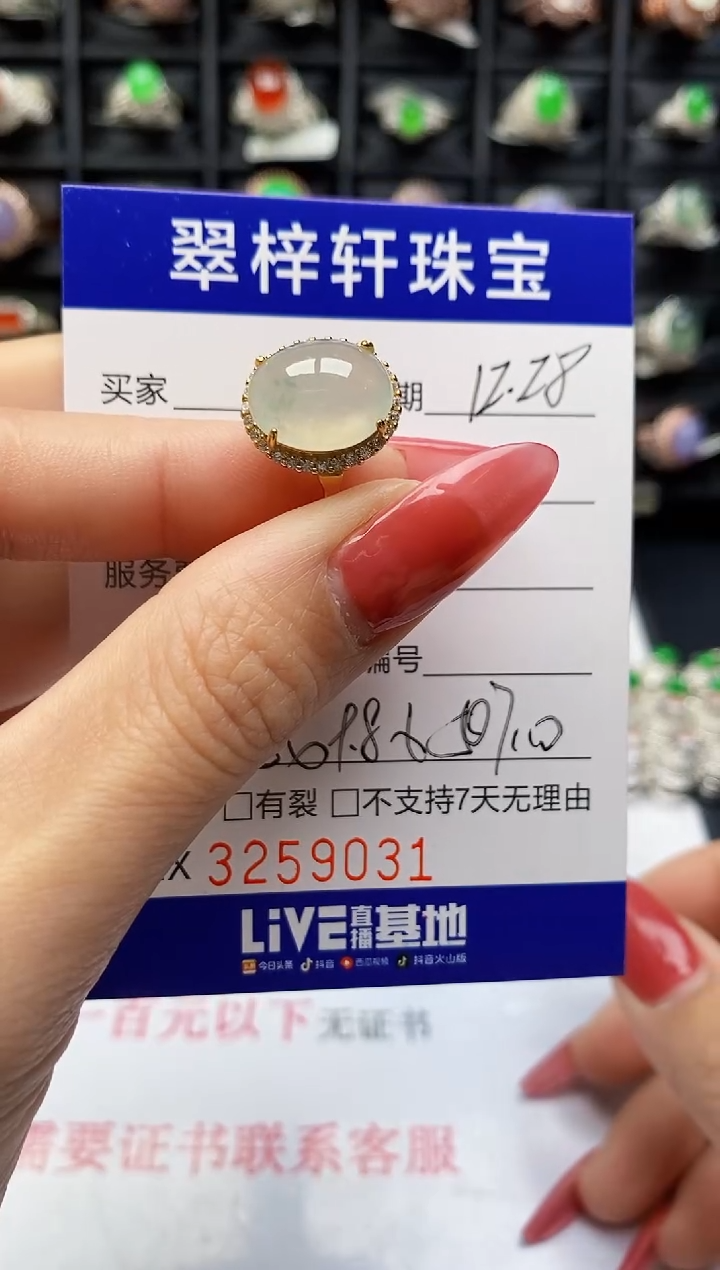 翠梓轩珠宝
买家 期 12.28
服务
编号
□有裂 □不支持7天无理由
X 3259031
LiVE直播基地
今日头条 抖音 西瓜视频 抖音火山版
一百元以下无证书
需要证书联系客服